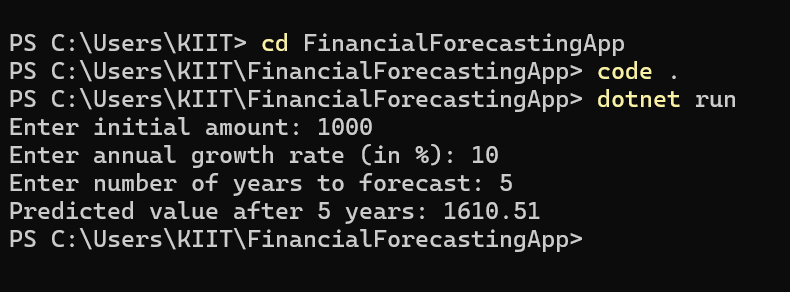 PS C:\Users\KIIT> cd FinancialForecastingApp
PS C:\Users\KIIT\FinancialForecastingApp> code .
PS C:\Users\KIIT\FinancialForecastingApp> dotnet run
Enter initial amount: 1000
Enter annual growth rate (in %): 10
Enter number of years to forecast: 5
Predicted value after 5 years: 1610.51
PS C:\Users\KIIT\FinancialForecastingApp>